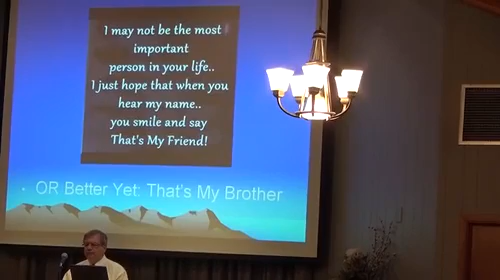 I may not be the most
important
person in your life..
I just hope that when you
hear my name..
you smile and say
That's My Friend!
OR Better Yet: That's My Brother